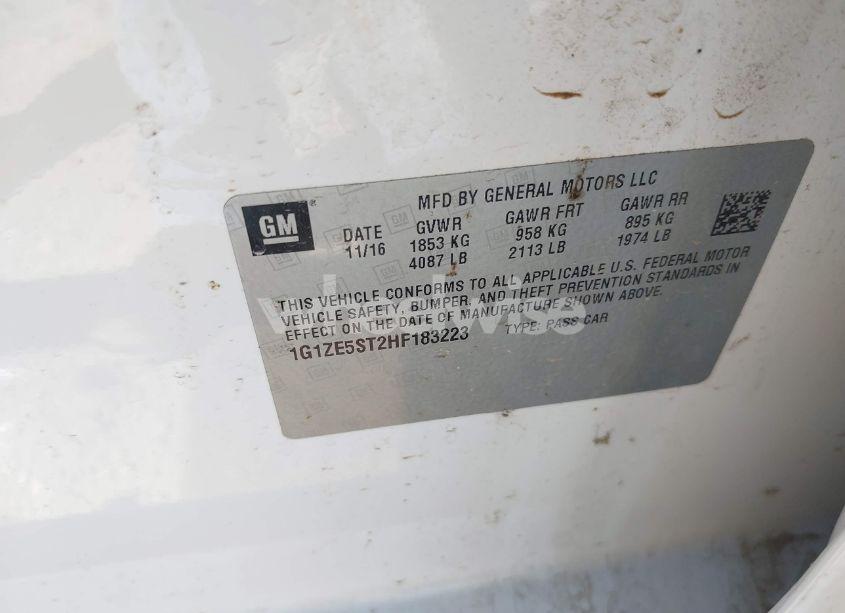 GM
MFD BY GENERAL MOTORS LLC
DATE GVWR GAWR FRT GAWR RR
11/16 1853 KG 958 KG 895 KG
4087 LB 2113 LB 1974 LB
THIS VEHICLE CONFORMS TO ALL APPLICABLE U.S. FEDERAL MOTOR
VEHICLE SAFETY, BUMPER, AND THEFT PREVENTION STANDARDS IN
EFFECT ON THE DATE OF MANUFACTURE SHOWN ABOVE.
1G1ZE5ST2HF183223 TYPE: PASS CAR